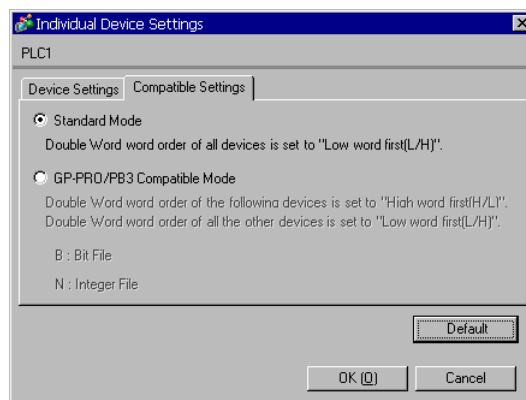 Individual Device Settings
PLC1
Device Settings
Compatible Settings
Standard Mode
Double Word word order of all devices is set to "Low word first(L/H)".
GP-PRO/PB3 Compatible Mode
Double Word word order of the following devices is set to "High word first(H/L)".
Double Word word order of all the other devices is set to "Low word first(L/H)".
B : Bit File
N : Integer File
Default
OK (O)
Cancel